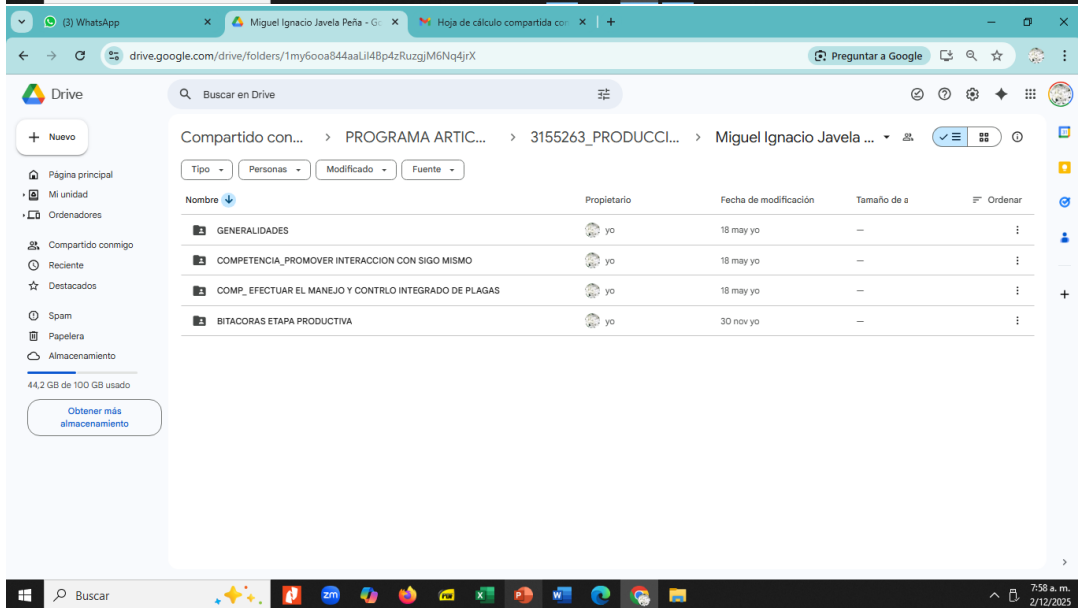 (3) WhatsApp
Miguel Ignacio Javela Peña - Go
Hoja de cálculo compartida con
drive.google.com/drive/folders/1my6ooa844aaLil4Bp4zRuzgjM6Nq4jrX
Preguntar a Google
Drive
Buscar en Drive
Nuevo
Compartido con... > PROGRAMA ARTIC... > 3155263_PRODUCCI... > Miguel Ignacio Javela ...
Tipo Personas Modificado Fuente
Página principal
Mi unidad
Ordenadores
Compartido conmigo
Reciente
Destacados
Spam
Papelera
Almacenamiento
44,2 GB de 100 GB usado
Obtener más
almacenamiento
Nombre Propietario Fecha de modificación Tamaño de a Ordenar
GENERALIDADES yo 18 may yo —
COMPETENCIA_PROMOVER INTERACCION CON SIGO MISMO yo 18 may yo —
COMP_ EFECTUAR EL MANEJO Y CONTRLO INTEGRADO DE PLAGAS yo 18 may yo —
BITACORAS ETAPA PRODUCTIVA yo 30 nov yo —
Buscar
zm
7:58 a. m.
2/12/2025